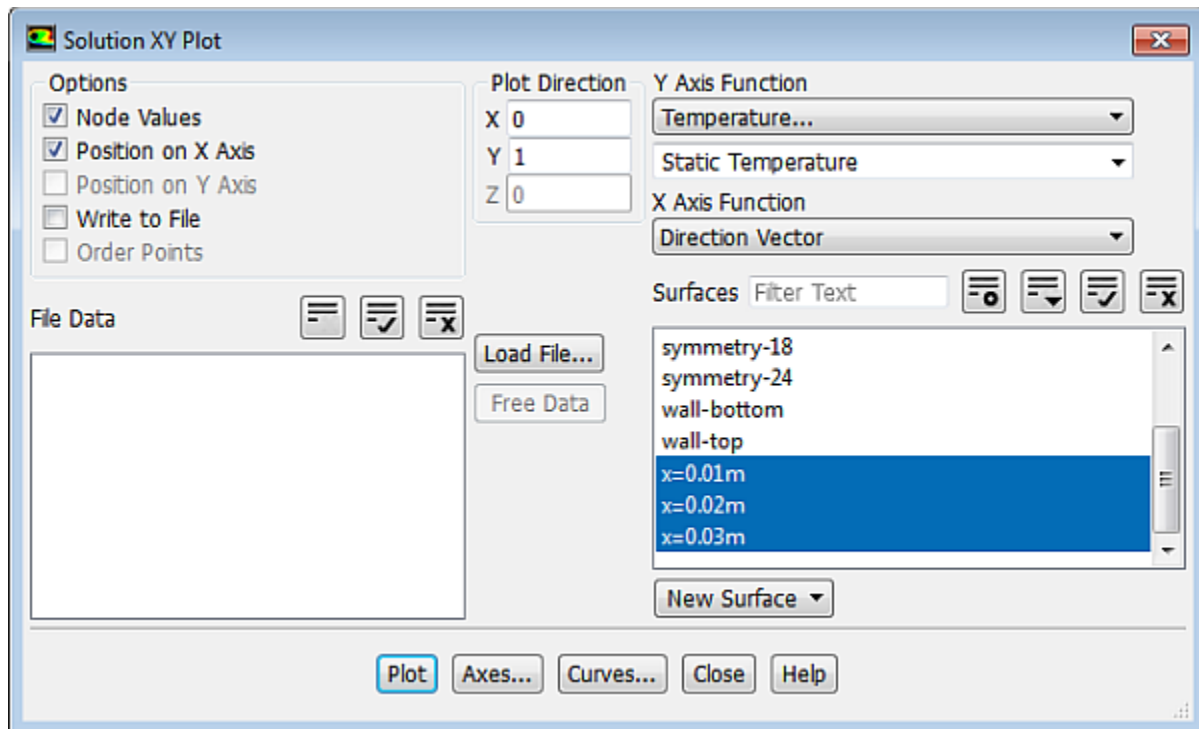 Solution XY Plot
Options
Node Values
Position on X Axis
Position on Y Axis
Write to File
Order Points
Plot Direction
X 0
Y 1
Z 0
Y Axis Function
Temperature...
Static Temperature
X Axis Function
Direction Vector
File Data
Load File...
Free Data
Surfaces Filter Text
symmetry-18
symmetry-24
wall-bottom
wall-top
x=0.01m
x=0.02m
x=0.03m
New Surface
Plot Axes... Curves... Close Help